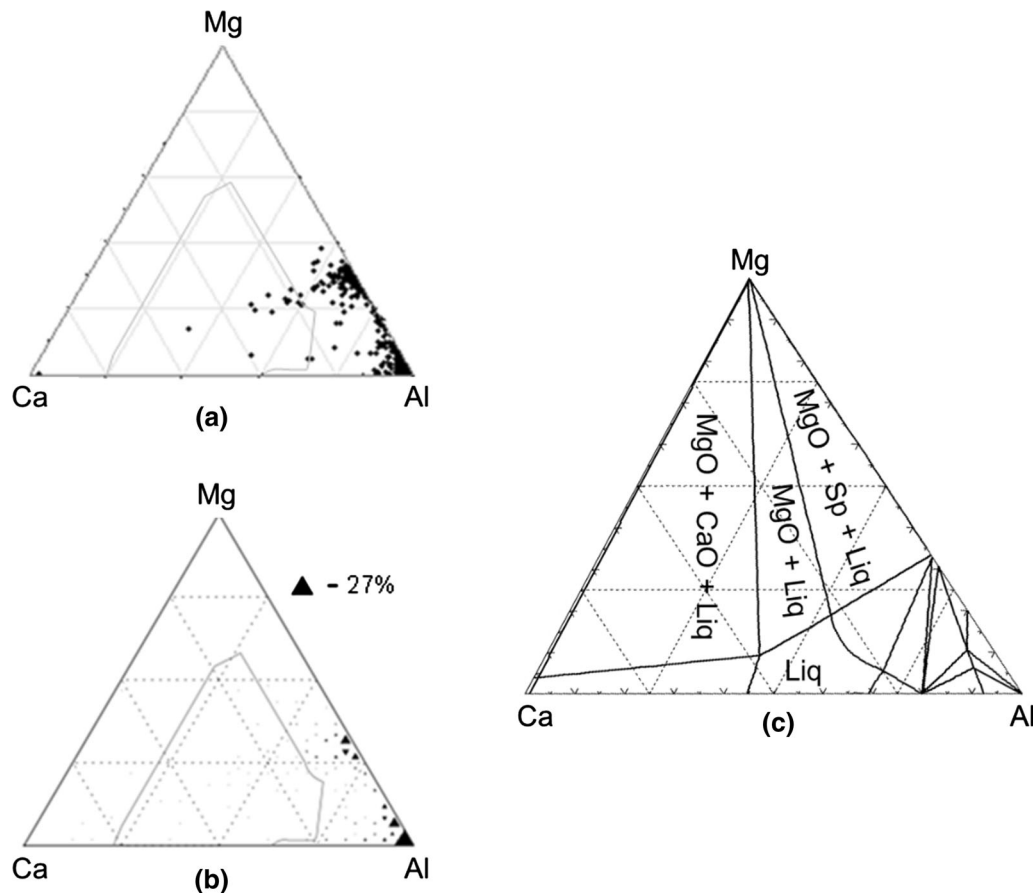 Mg
Ca
Al
(a)
Mg
▲ - 27%
Ca
Al
(b)
Mg
MgO + CaO + Liq
MgO + Liq
MgO + Sp + Liq
Liq
Ca
Al
(c)